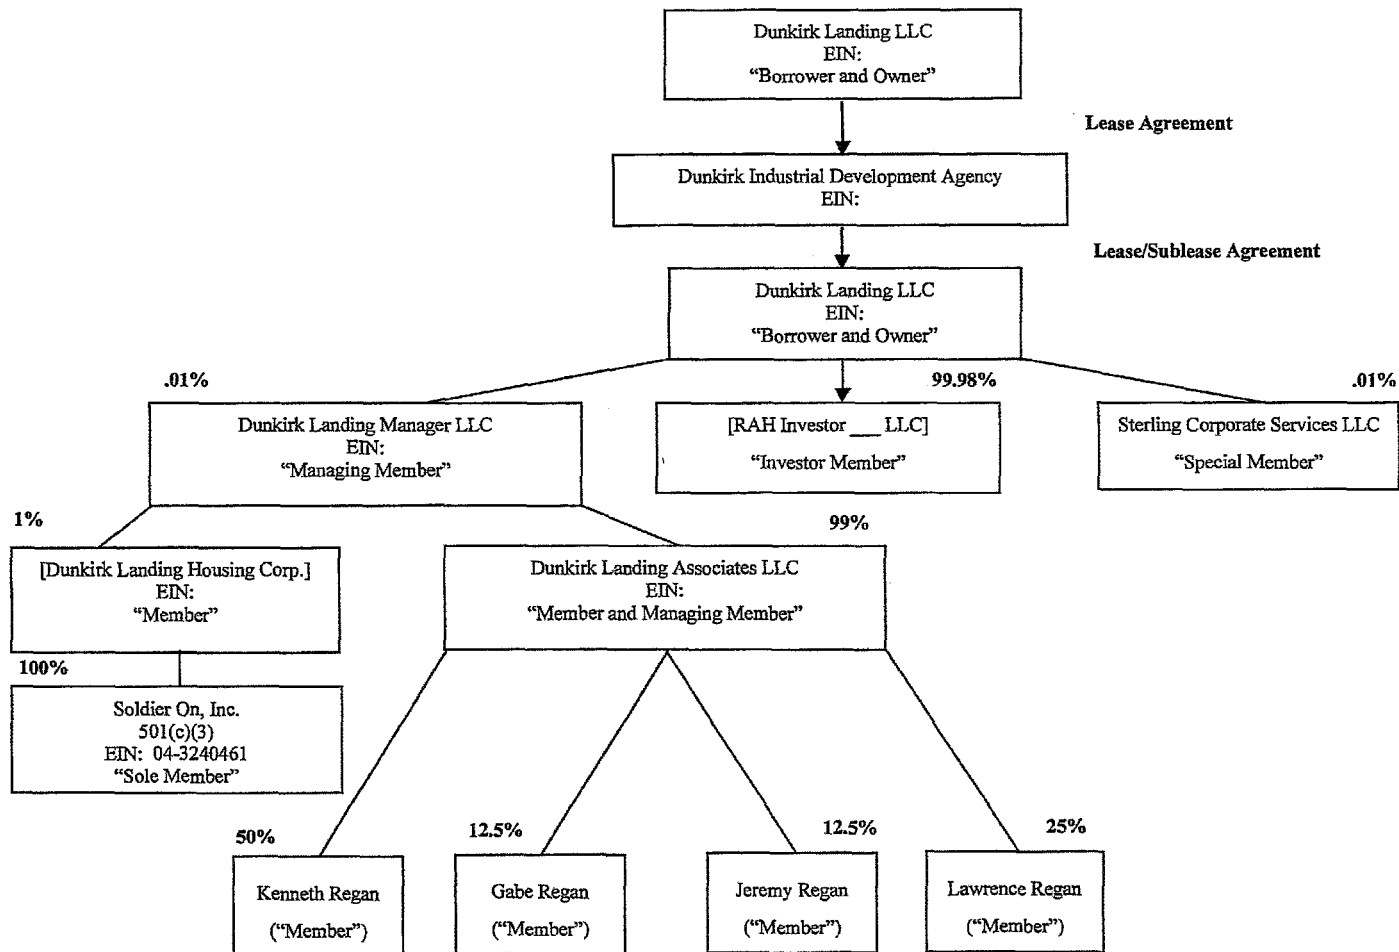 Dunkirk Landing LLC
EIN:
“Borrower and Owner”
Lease Agreement
Dunkirk Industrial Development Agency
EIN:
Lease/Sublease Agreement
Dunkirk Landing LLC
EIN:
“Borrower and Owner”
.01%
99.98%
.01%
Dunkirk Landing Manager LLC
EIN:
“Managing Member”
[RAH Investor ___ LLC]
“Investor Member”
Sterling Corporate Services LLC
“Special Member”
1%
99%
[Dunkirk Landing Housing Corp.]
EIN:
“Member”
Dunkirk Landing Associates LLC
EIN:
“Member and Managing Member”
100%
Soldier On, Inc.
501(c)(3)
EIN: 04-3240461
“Sole Member”
50%
12.5%
12.5%
25%
Kenneth Regan
(“Member”)
Gabe Regan
(“Member”)
Jeremy Regan
(“Member”)
Lawrence Regan
(“Member”)